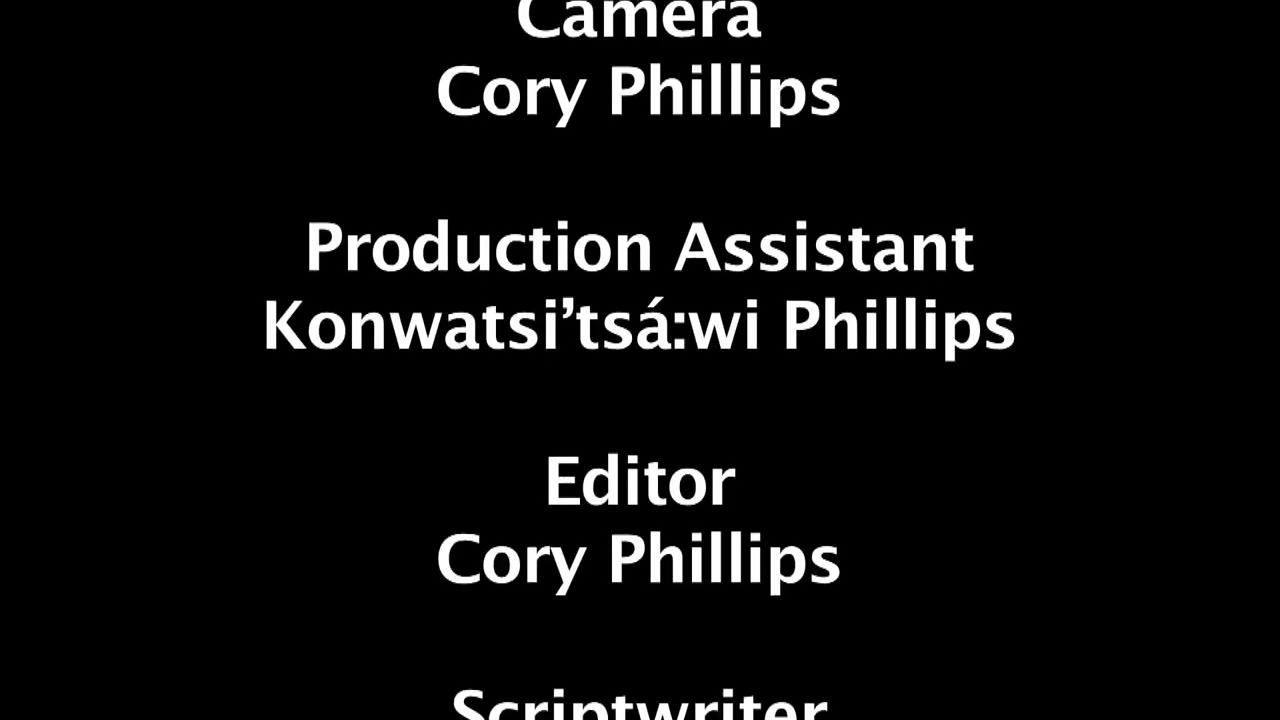 Camera
Cory Phillips
Production Assistant
Konwatsi’tsá:wi Phillips
Editor
Cory Phillips
Scriptwriter